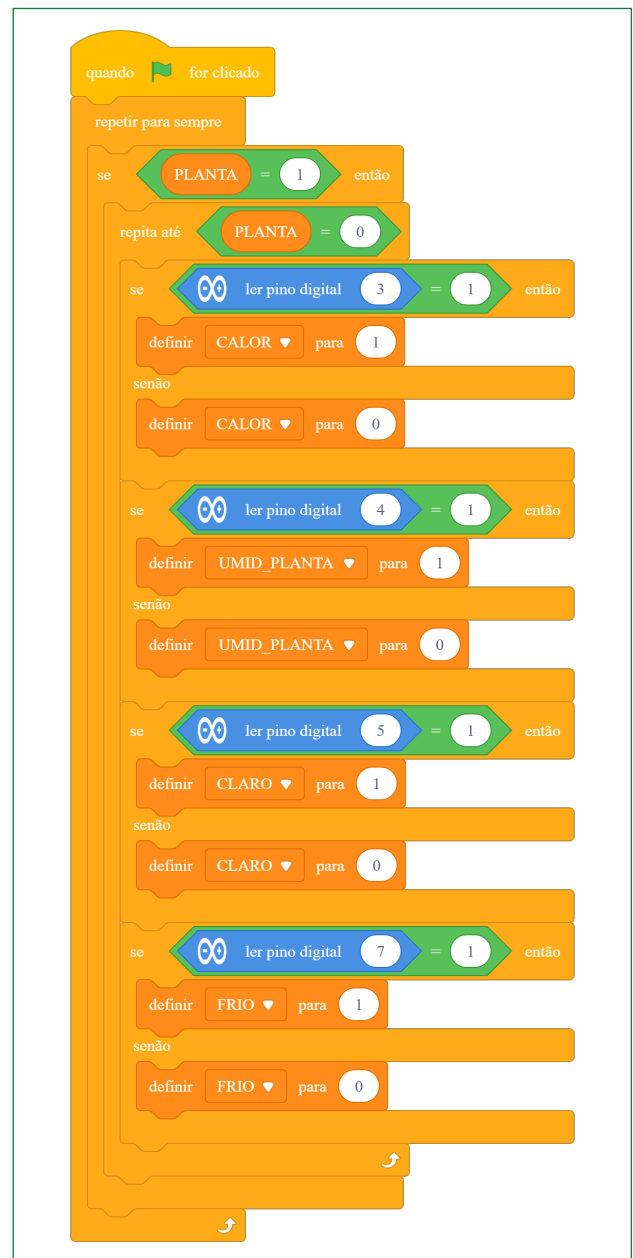 quando for clicado
repetir para sempre
se PLANTA = 1 então
repita até PLANTA = 0
se ler pino digital 3 = 1 então
definir CALOR para 1
senão
definir CALOR para 0
se ler pino digital 4 = 1 então
definir UMID_PLANTA para 1
senão
definir UMID_PLANTA para 0
se ler pino digital 5 = 1 então
definir CLARO para 1
senão
definir CLARO para 0
se ler pino digital 7 = 1 então
definir FRIO para 1
senão
definir FRIO para 0